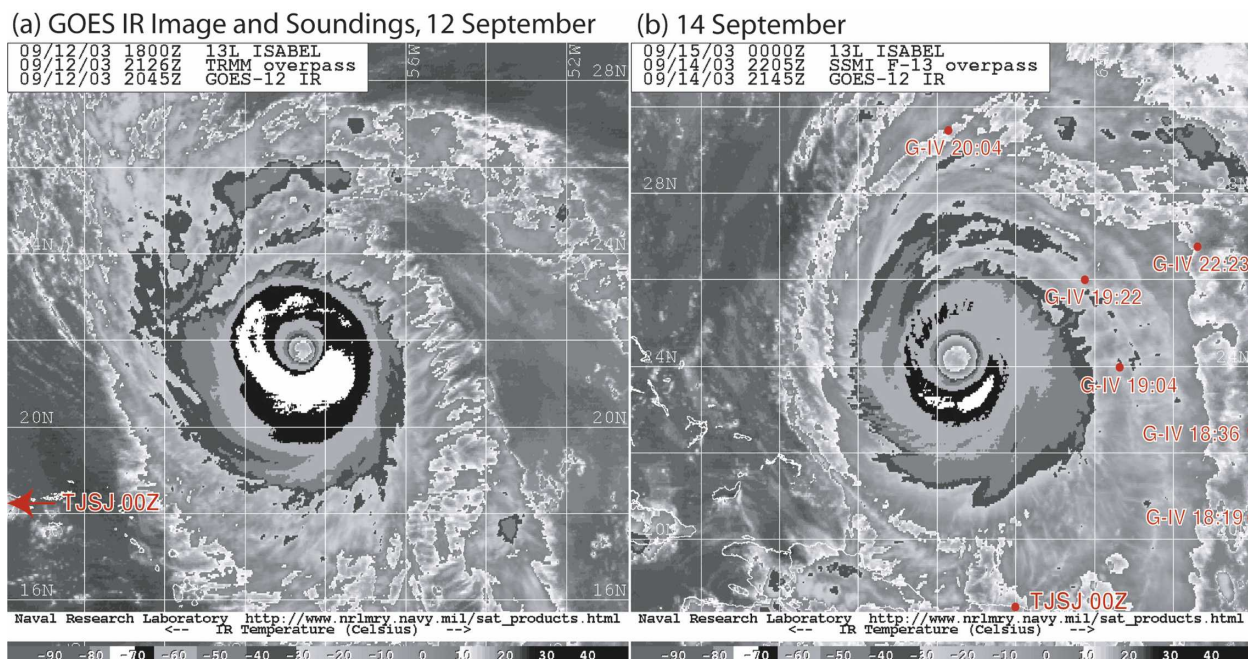 (a) GOES IR Image and Soundings, 12 September
09/12/03 1800Z 13L ISABEL
09/12/03 2126Z TRMM overpass
09/12/03 2045Z GOES-12 IR
56W
52W
28N
24N
24N
20N
20N
TJSJ 00Z
16N
16N
Naval Research Laboratory http://www.nrlmry.navy.mil/sat_products.html
<-- IR Temperature (Celsius) -->
-90 -80 -70 -60 -50 -40 -30 -20 -10 0 10 20 30 40
(b) 14 September
09/15/03 0000Z 13L ISABEL
09/14/03 2205Z SSMI F-13 overpass
09/14/03 2145Z GOES-12 IR
G-IV 20:04
28N
28N
G-IV 22:23
G-IV 19:22
24N
24N
G-IV 19:04
G-IV 18:36
G-IV 18:19
20N
20N
TJSJ 00Z
Naval Research Laboratory http://www.nrlmry.navy.mil/sat_products.html
<-- IR Temperature (Celsius) -->
-90 -80 -70 -60 -50 -40 -30 -20 -10 0 10 20 30 40